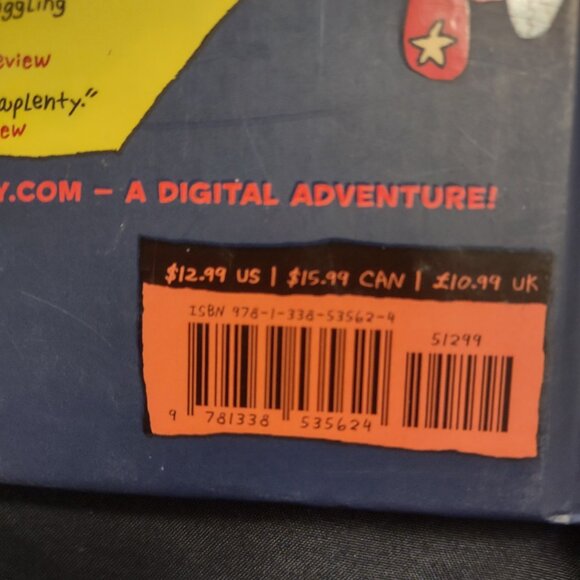 ggling
eview
aplenty."
ew
Y.COM – A DIGITAL ADVENTURE!
$12.99 US | $15.99 CAN | £10.99 UK
ISBN 978-1-338-53562-4
51299
9 781338 535624